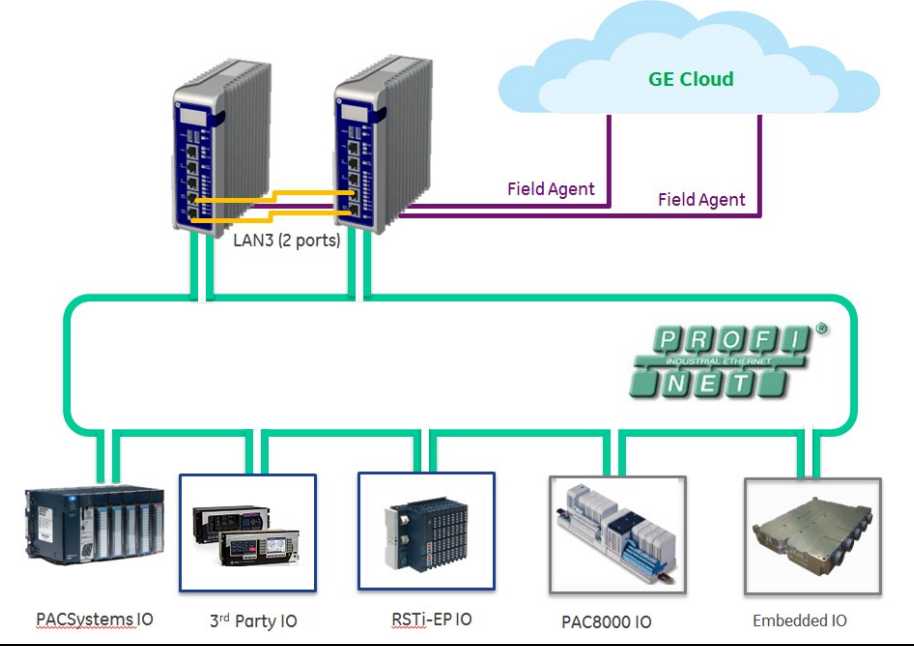 GE Cloud
Field Agent
Field Agent
LAN3 (2 ports)
PROFI®
INDUSTRIAL ETHERNET
NET
PACSystems IO
3rd Party IO
RSTi-EP IO
PAC8000 IO
Embedded IO